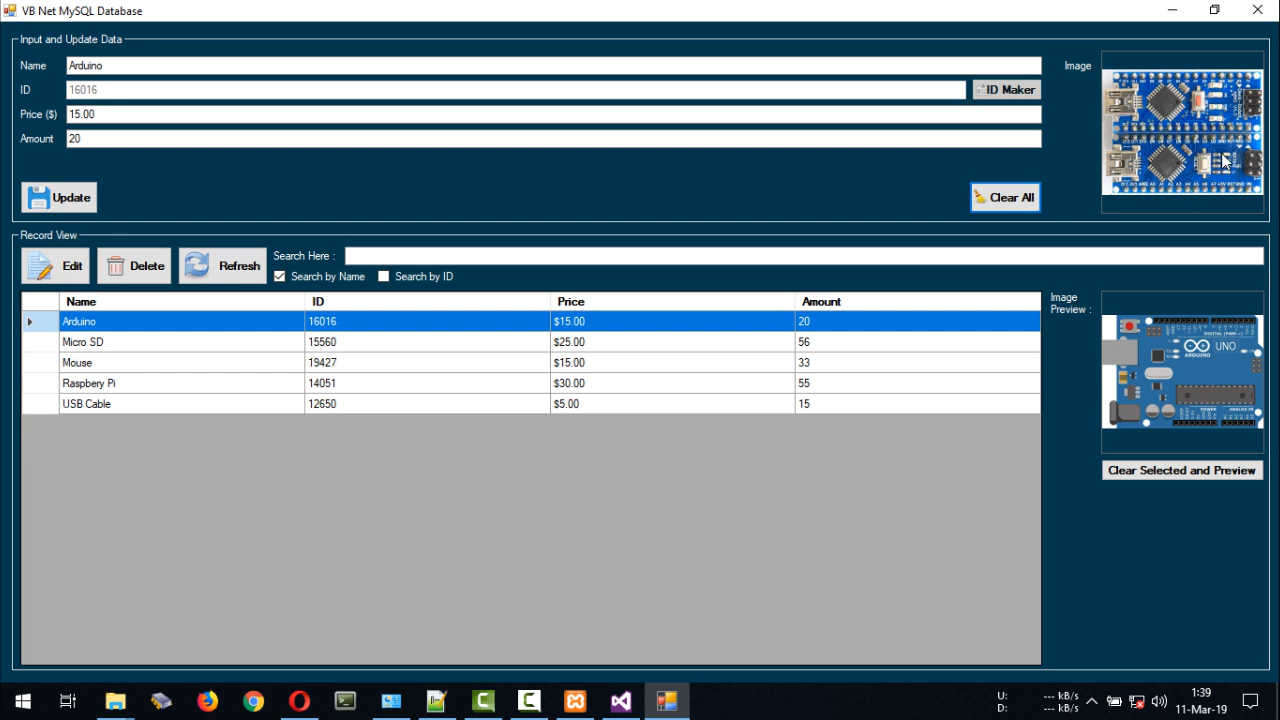 VB Net MySQL Database
Input and Update Data
Name Arduino
Image
ID 16016 ID Maker
Price ($) 15.00
Amount 20
Update Clear All
Record View
Edit Delete Refresh
Search Here :
Search by Name Search by ID
Name ID Price Amount
Arduino 16016 $15.00 20
Micro SD 15560 $25.00 56
Mouse 19427 $15.00 33
Raspbery Pi 14051 $30.00 55
USB Cable 12650 $5.00 15
Image
Preview :
UNO
ARDUINO
Clear Selected and Preview
U: --- kB/s
D: --- kB/s
1:39
11-Mar-19